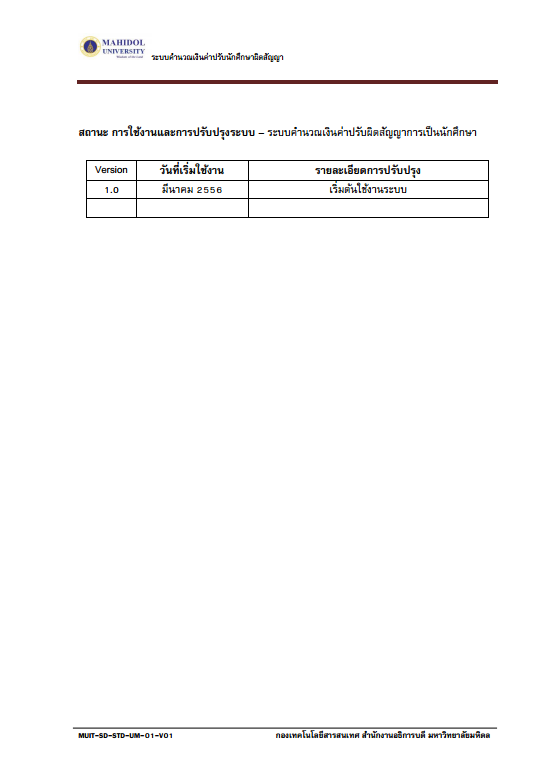 MAHIDOL
UNIVERSITY
Wisdom of the Land
ระบบคำนวณเงินค่าปรับนักศึกษาผิดสัญญา
สถานะ การใช้งานและการปรับปรุงระบบ – ระบบคำนวณเงินค่าปรับผิดสัญญาการเป็นนักศึกษา
Version วันที่เริ่มใช้งาน รายละเอียดการปรับปรุง
1.0 มีนาคม 2556 เริ่มต้นใช้งานระบบ
MUIT-SD-STD-UM-01-V01 กองเทคโนโลยีสารสนเทศ สำนักงานอธิการบดี มหาวิทยาลัยมหิดล